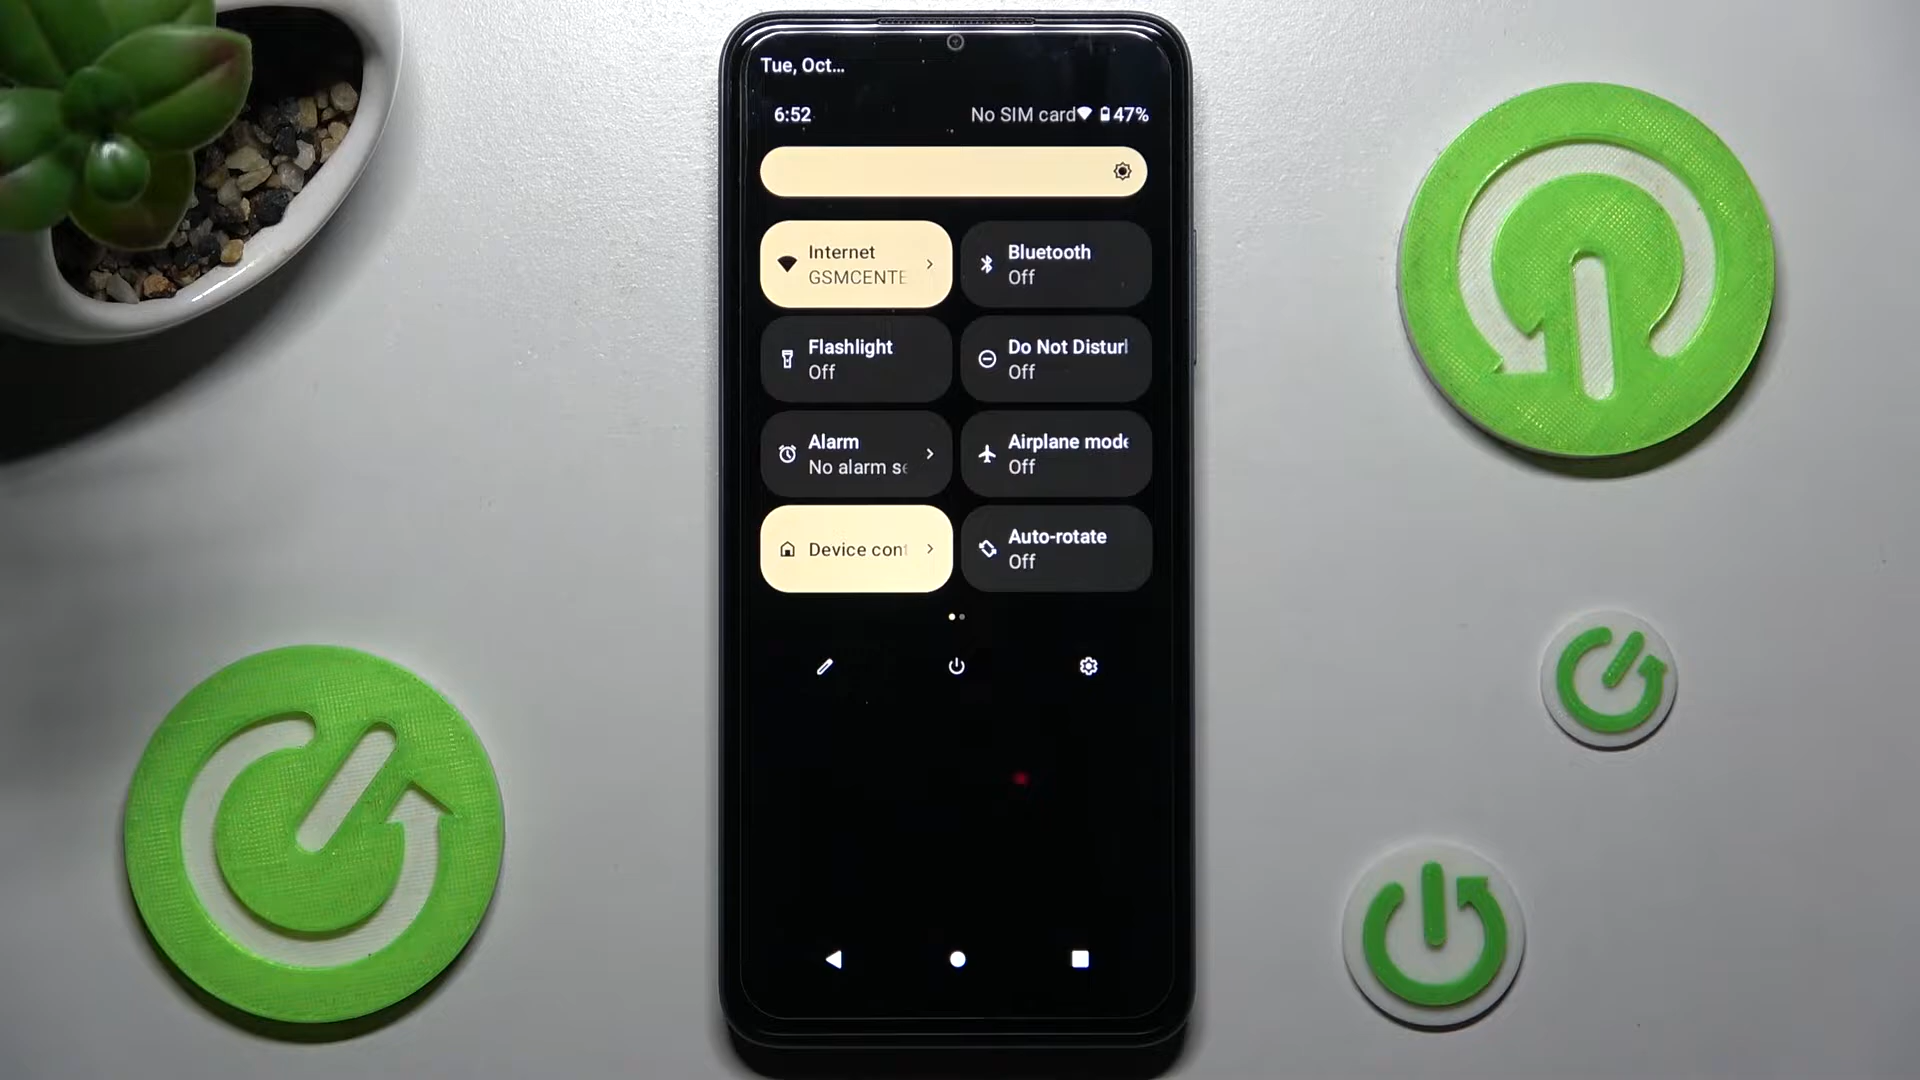 Tue, Oct...
6:52 No SIM card 47%
Internet
GSMCENTE
Bluetooth
Off
Flashlight
Off
Do Not Distur
Off
Alarm
No alarm se
Airplane mode
Off
Device cont
Auto-rotate
Off